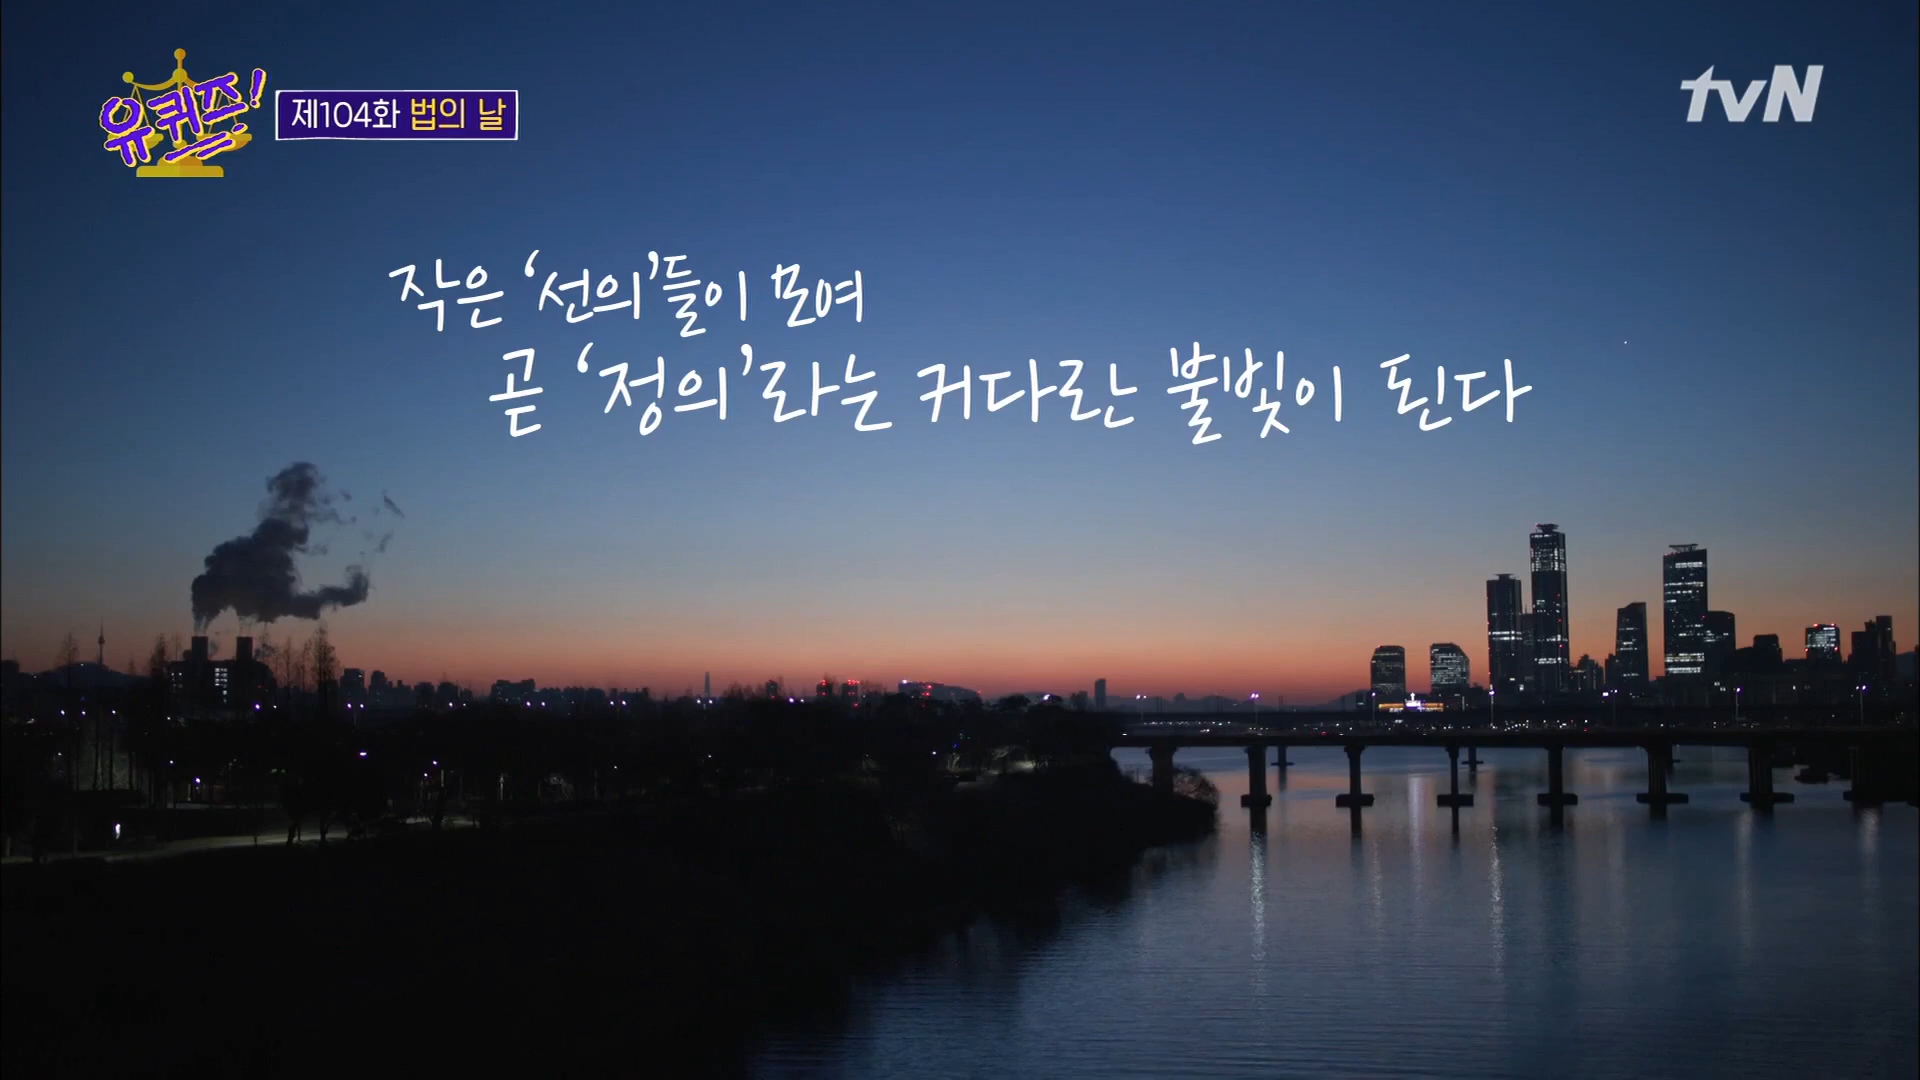 유퀴즈!
제104화 법의 날
tvN
작은 '선의'들이 모여
곧 '정의'라는 커다란 불빛이 된다